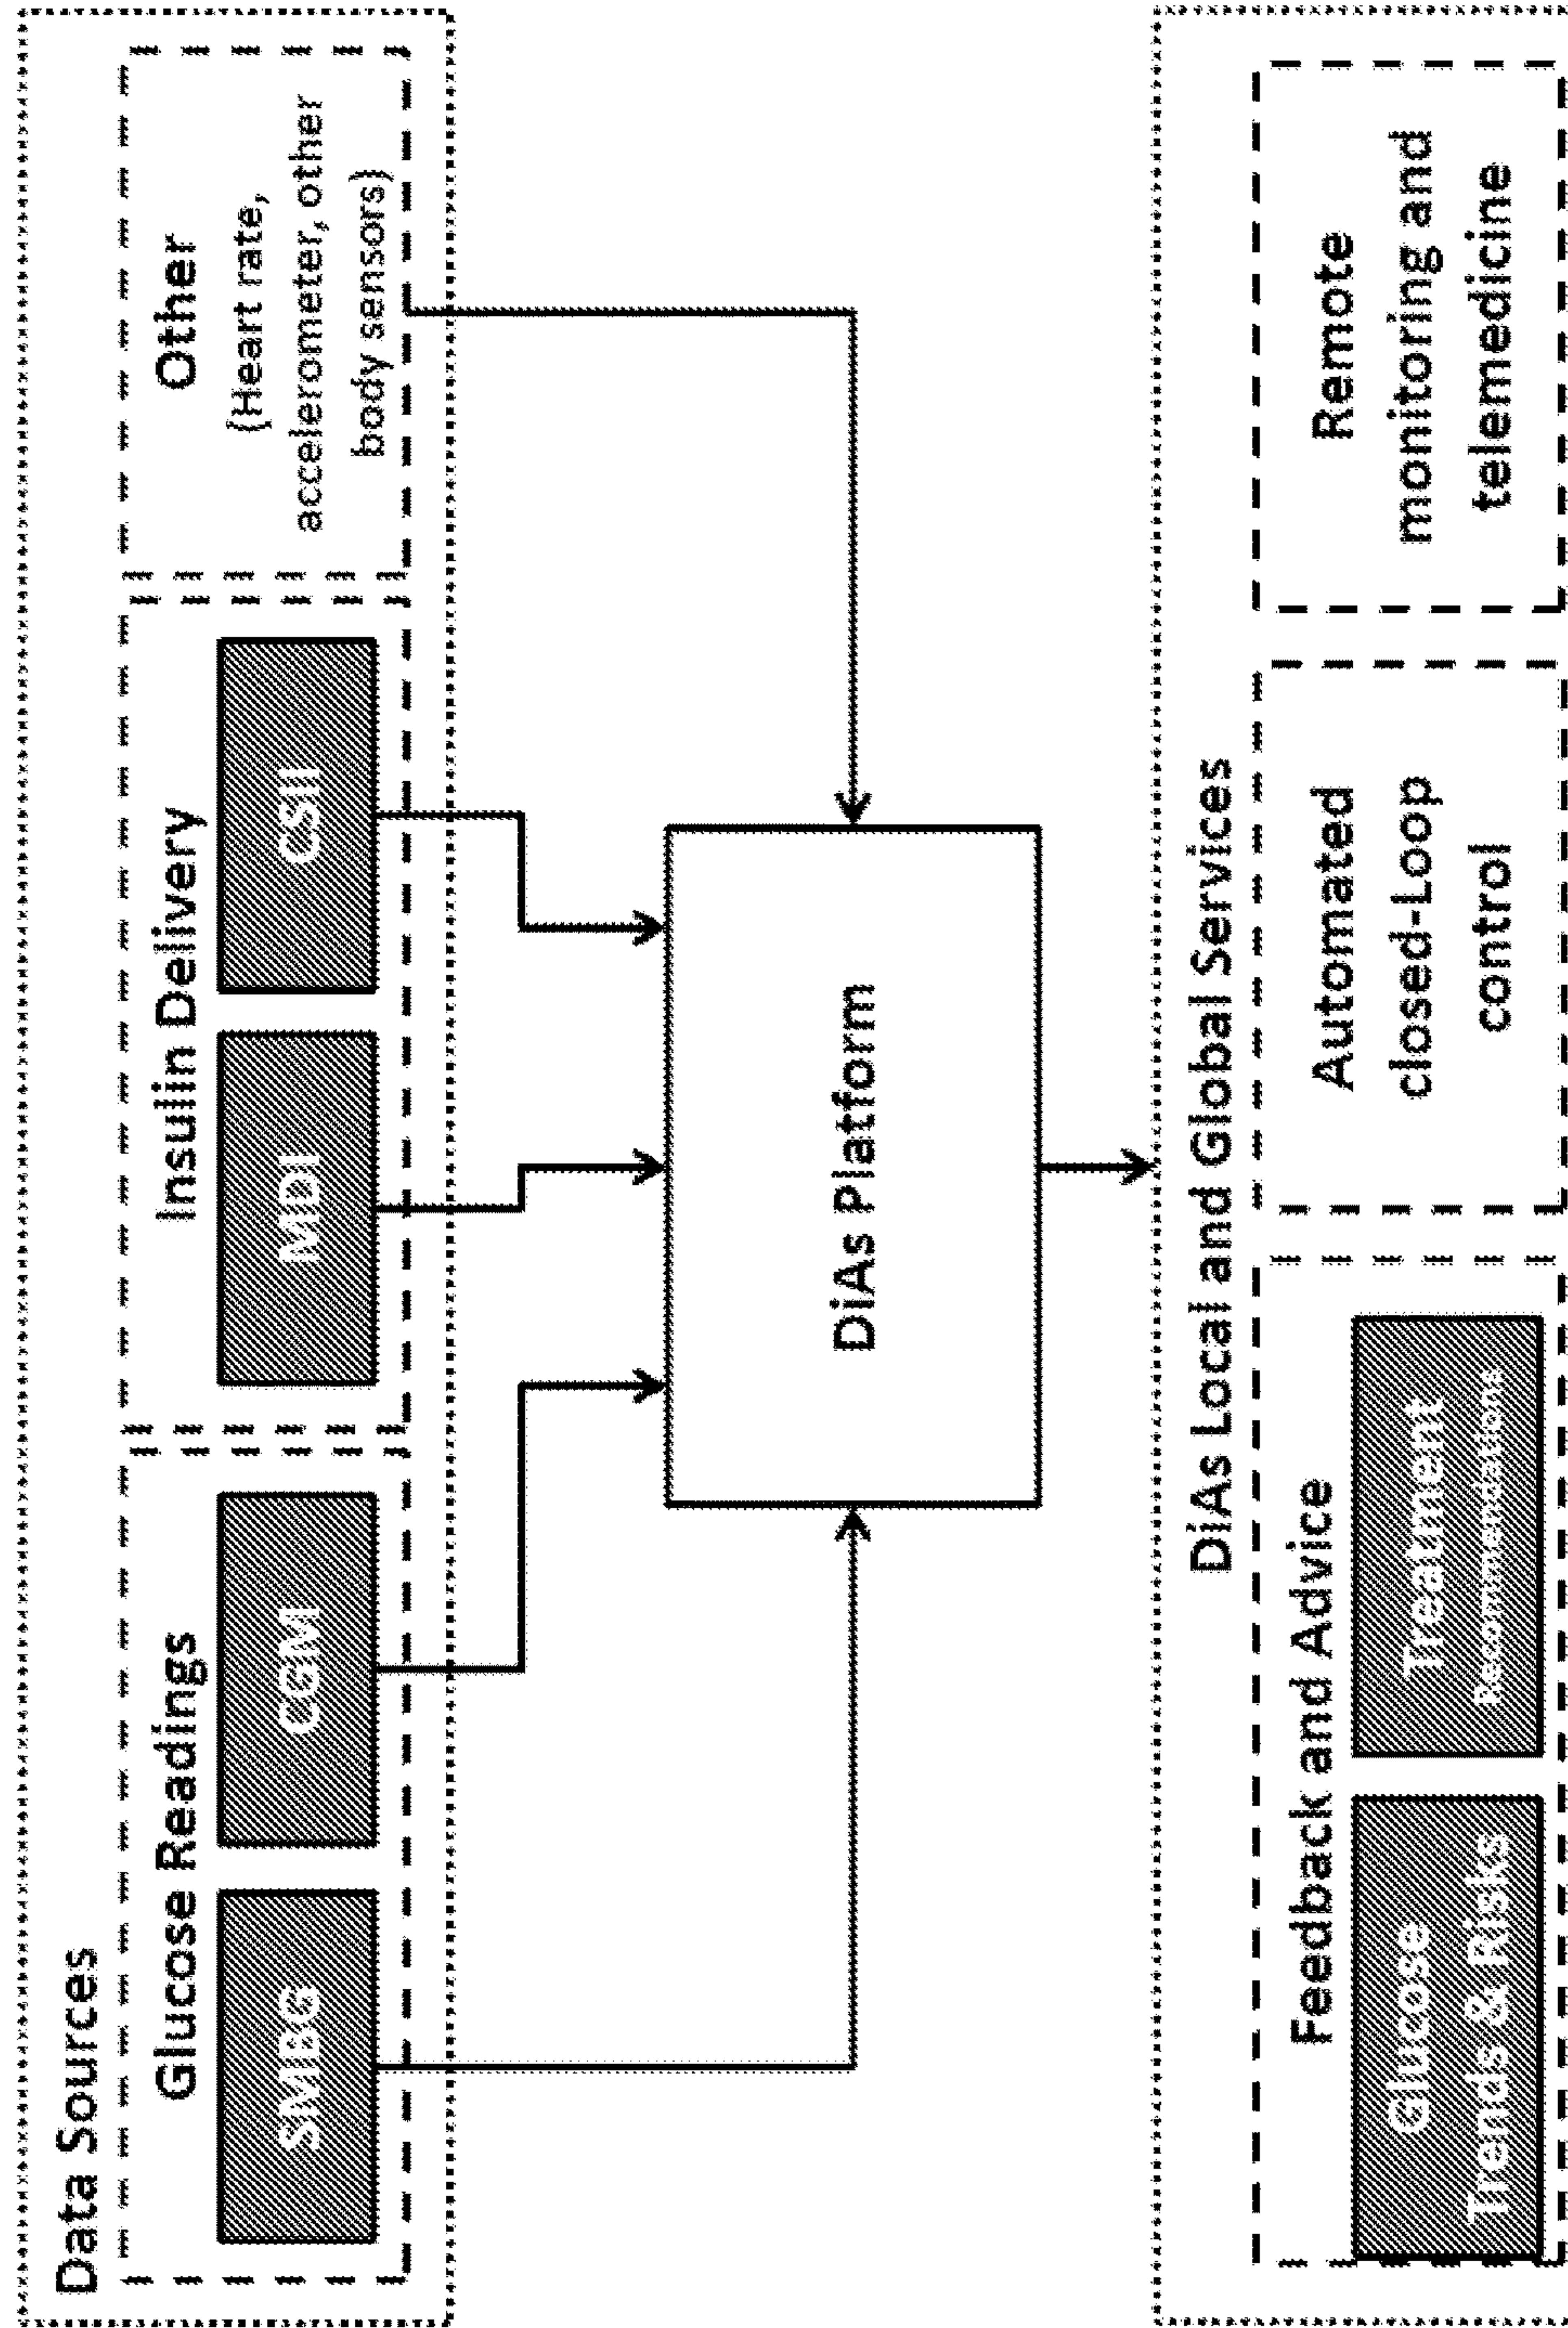 Data Sources
Glucose Readings
SMBG
CGM
Insulin Delivery
MDI
CSII
Other
(Heart rate,
accelerometer, other
body sensors)
DiAs Platform
DiAs Local and Global Services
Feedback and Advice
Glucose
Trends & Risks
Treatment
Recommendations
Automated
closed-Loop
control
Remote
monitoring and
telemedicine